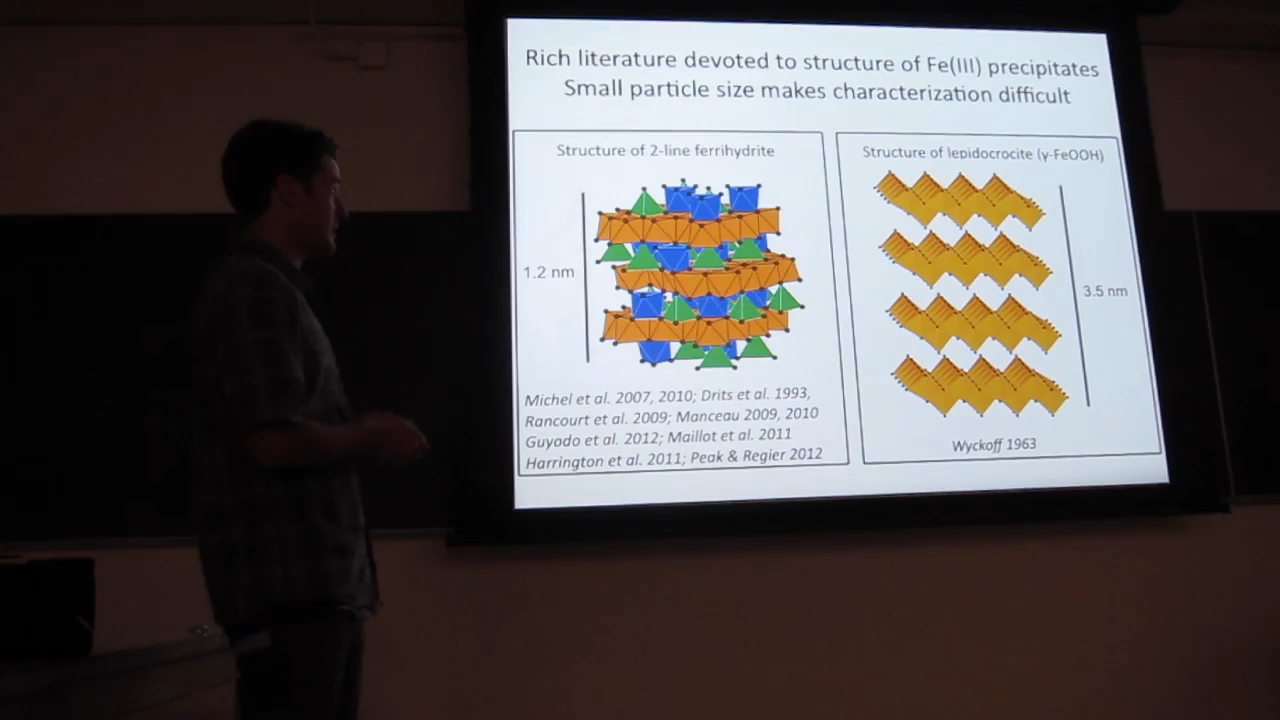 Rich literature devoted to structure of Fe(III) precipitates
Small particle size makes characterization difficult
Structure of 2-line ferrihydrite
1.2 nm
Michel et al. 2007, 2010; Drits et al. 1993,
Rancourt et al. 2009; Manceau 2009, 2010
Guyodo et al. 2012; Maillot et al. 2011
Harrington et al. 2011; Peak & Regier 2012
Structure of lepidocrocite (γ-FeOOH)
3.5 nm
Wyckoff 1963